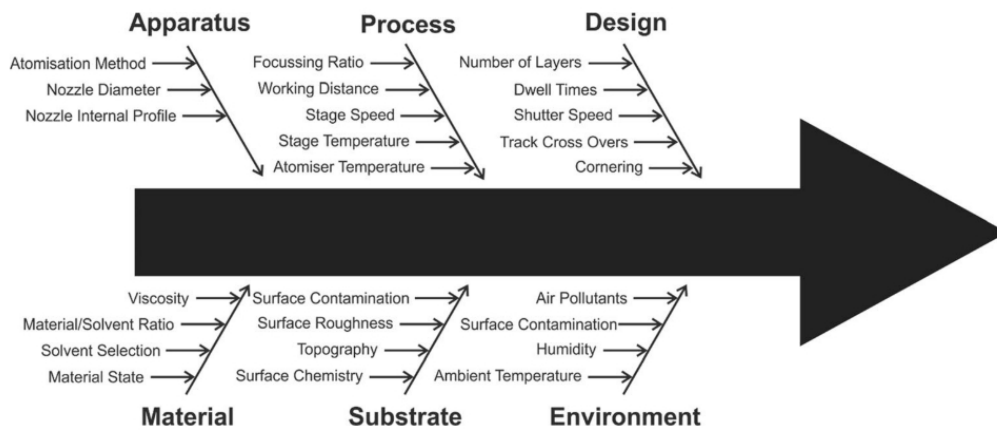 Apparatus
Atomisation Method
Nozzle Diameter
Nozzle Internal Profile
Process
Focussing Ratio
Working Distance
Stage Speed
Stage Temperature
Atomiser Temperature
Design
Number of Layers
Dwell Times
Shutter Speed
Track Cross Overs
Cornering
Viscosity
Material/Solvent Ratio
Solvent Selection
Material State
Material
Surface Contamination
Surface Roughness
Topography
Surface Chemistry
Substrate
Air Pollutants
Surface Contamination
Humidity
Ambient Temperature
Environment